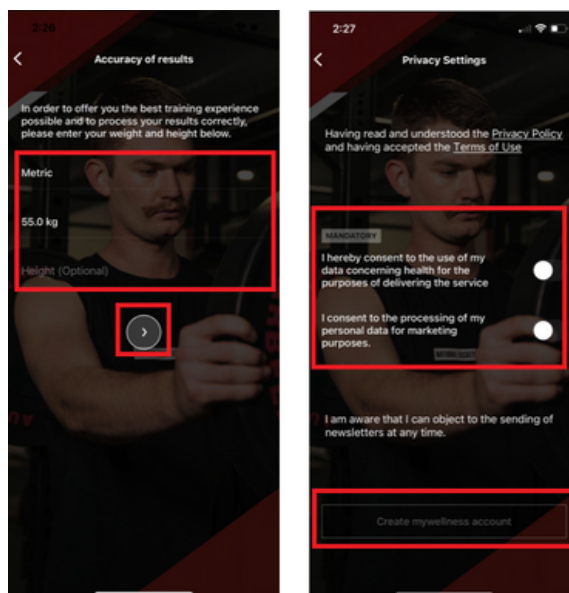 2:26
Accuracy of results
In order to offer you the best training experience
possible and to process your results correctly,
please enter your weight and height below.
Metric
55.0 kg
Height (Optional)
2:27
Privacy Settings
Having read and understood the Privacy Policy
and having accepted the Terms of Use
MANDATORY
I hereby consent to the use of my
data concerning health for the
purposes of delivering the service
I consent to the processing of my
personal data for marketing
purposes.
I am aware that I can object to the sending of
newsletters at any time.
Create mywellness account